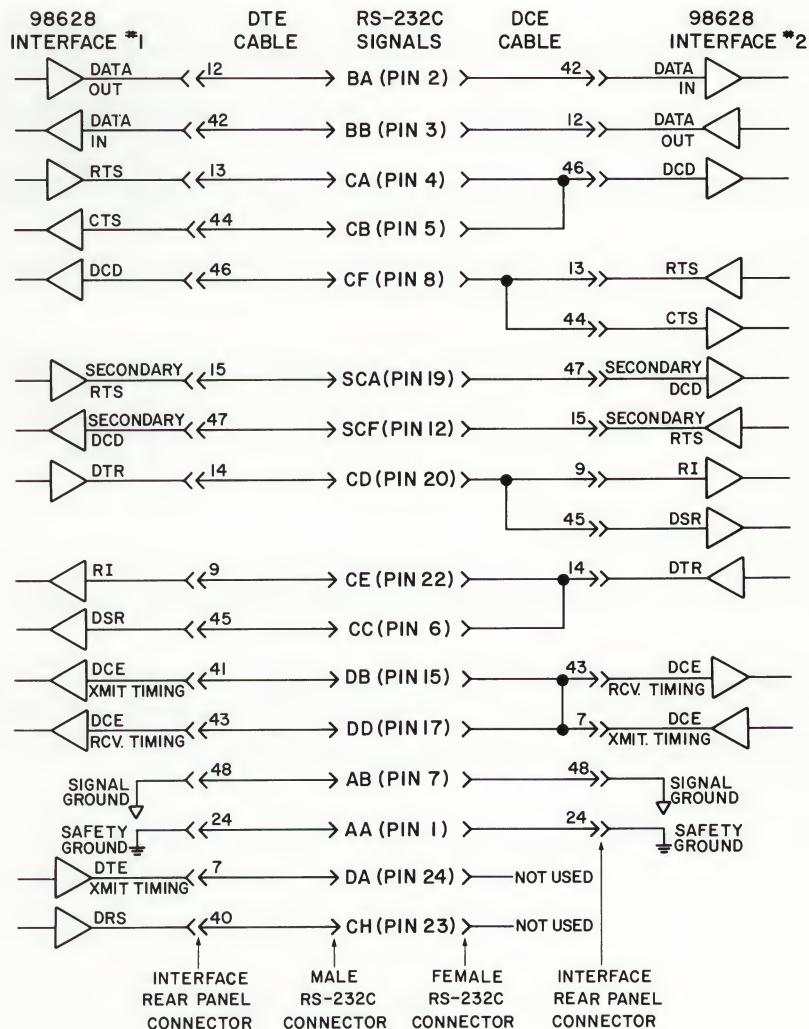 98628 DTE RS-232C DCE 98628
INTERFACE #1 CABLE SIGNALS CABLE INTERFACE #2
DATA OUT 12 BA (PIN 2) 42 DATA IN
DATA IN 42 BB (PIN 3) 12 DATA OUT
RTS 13 CA (PIN 4) 46 DCD
CTS 44 CB (PIN 5)
DCD 46 CF (PIN 8) 13 RTS
44 CTS
SECONDARY RTS 15 SCA (PIN 19) 47 SECONDARY DCD
SECONDARY DCD 47 SCF (PIN 12) 15 SECONDARY RTS
DTR 14 CD (PIN 20) 9 RI
45 DSR
RI 9 CE (PIN 22) 14 DTR
DSR 45 CC (PIN 6)
DCE XMIT TIMING 41 DB (PIN 15) 43 DCE RCV. TIMING
DCE RCV. TIMING 43 DD (PIN 17) 7 DCE XMIT. TIMING
SIGNAL GROUND 48 AB (PIN 7) 48 SIGNAL GROUND
SAFETY GROUND 24 AA (PIN 1) 24 SAFETY GROUND
DTE XMIT TIMING 7 DA (PIN 24) NOT USED
DRS 40 CH (PIN 23) NOT USED
INTERFACE MALE FEMALE INTERFACE
REAR PANEL RS-232C RS-232C REAR PANEL
CONNECTOR CONNECTOR CONNECTOR CONNECTOR